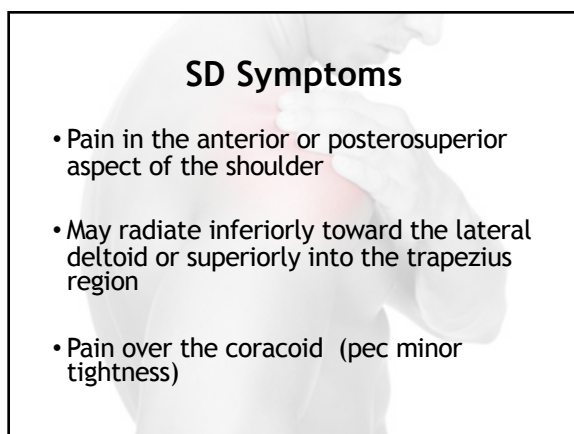 SD Symptoms
• Pain in the anterior or posterosuperior
aspect of the shoulder
• May radiate inferiorly toward the lateral
deltoid or superiorly into the trapezius
region
• Pain over the coracoid (pec minor
tightness)